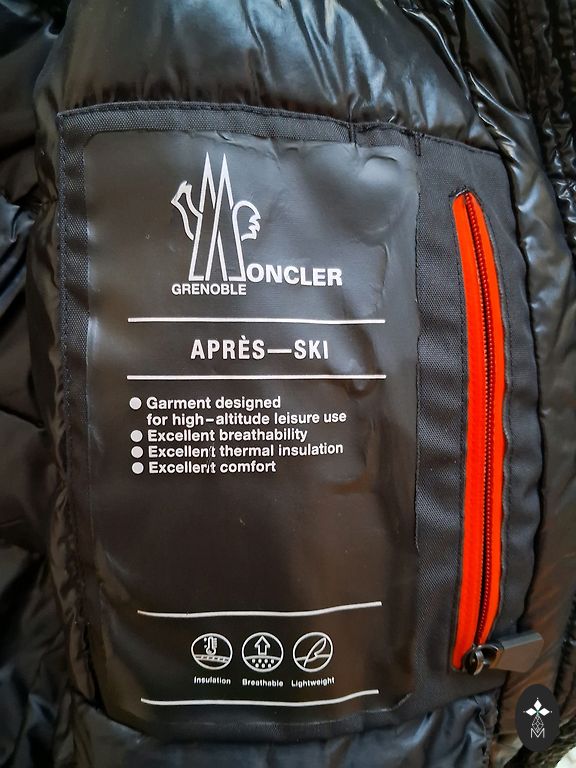 MONCLER
GRENOBLE
APRÈS—SKI
Garment designed
for high-altitude leisure use
Excellent breathability
Excellent thermal insulation
Excellent comfort
Insulation Breathable Lightweight
M